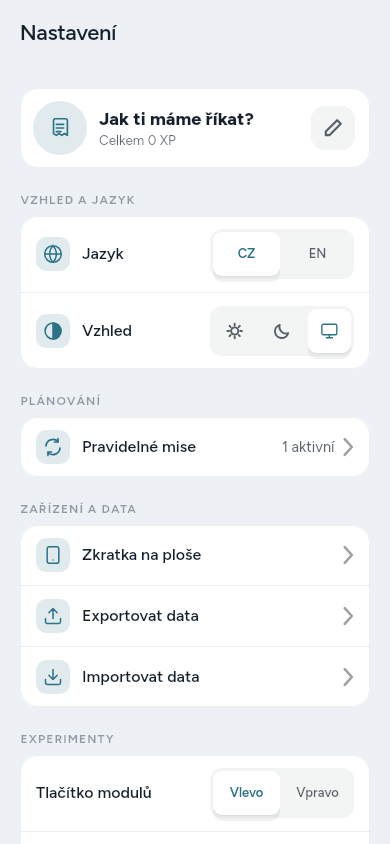 Nastavení
Jak ti máme říkat?
Celkem 0 XP
VZHLED A JAZYK
Jazyk
CZ
EN
Vzhled
PLÁNOVÁNÍ
Pravidelné mise
1 aktivní
ZAŘÍZENÍ A DATA
Zkratka na ploše
Exportovat data
Importovat data
EXPERIMENTY
Tlačítko modulů
Vlevo
Vpravo